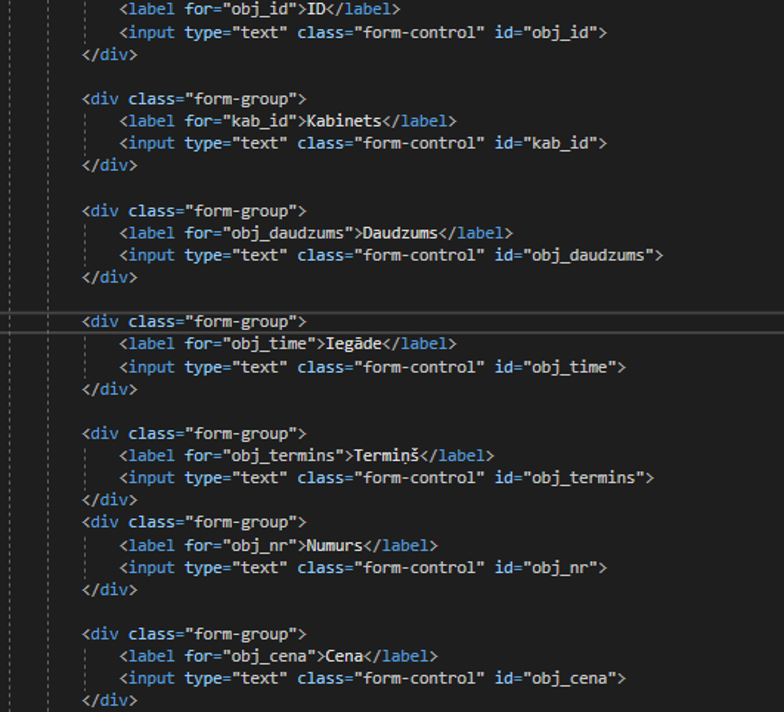 <label for="obj_id">ID</label>
<input type="text" class="form-control" id="obj_id">
</div>
<div class="form-group">
<label for="kab_id">Kabinets</label>
<input type="text" class="form-control" id="kab_id">
</div>
<div class="form-group">
<label for="obj_daudzums">Daudzums</label>
<input type="text" class="form-control" id="obj_daudzums">
</div>
<div class="form-group">
<label for="obj_time">Iegāde</label>
<input type="text" class="form-control" id="obj_time">
</div>
<div class="form-group">
<label for="obj_termins">Termiņš</label>
<input type="text" class="form-control" id="obj_termins">
</div>
<div class="form-group">
<label for="obj_nr">Numurs</label>
<input type="text" class="form-control" id="obj_nr">
</div>
<div class="form-group">
<label for="obj_cena">Cena</label>
<input type="text" class="form-control" id="obj_cena">
</div>